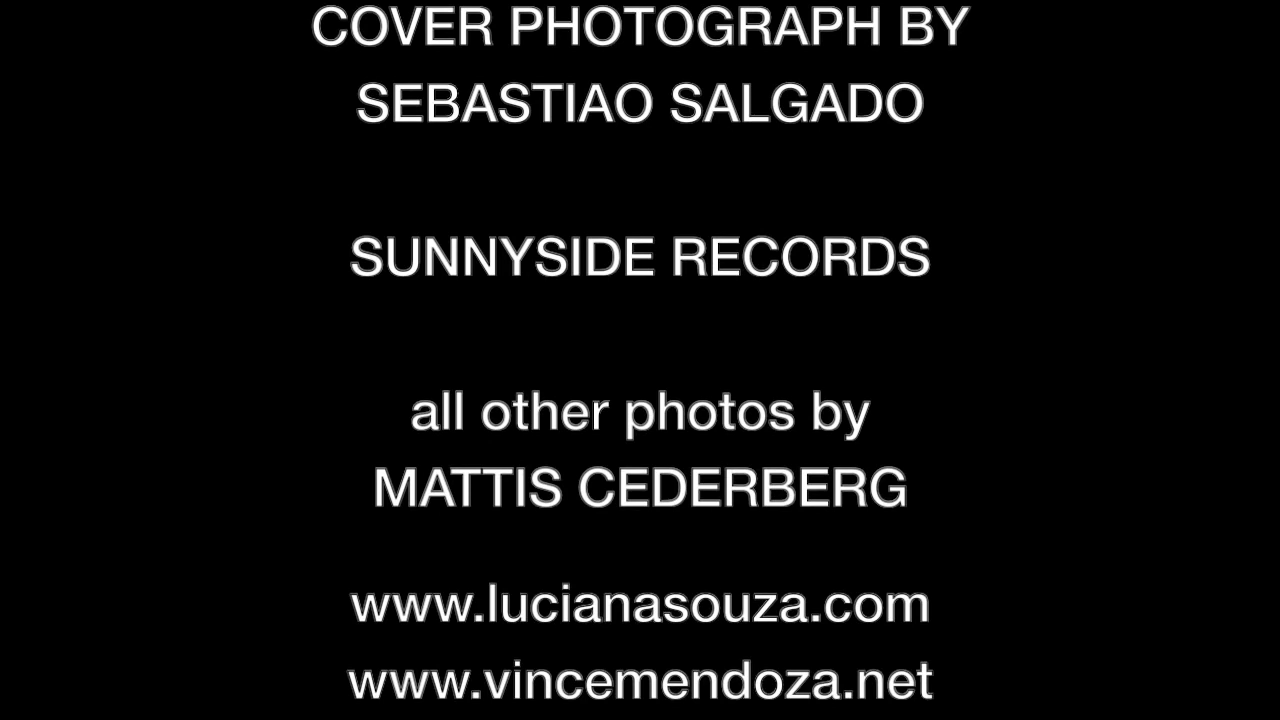 COVER PHOTOGRAPH BY
SEBASTIAO SALGADO
SUNNYSIDE RECORDS
all other photos by
MATTIS CEDERBERG
www.lucianasouza.com
www.vincemendoza.net